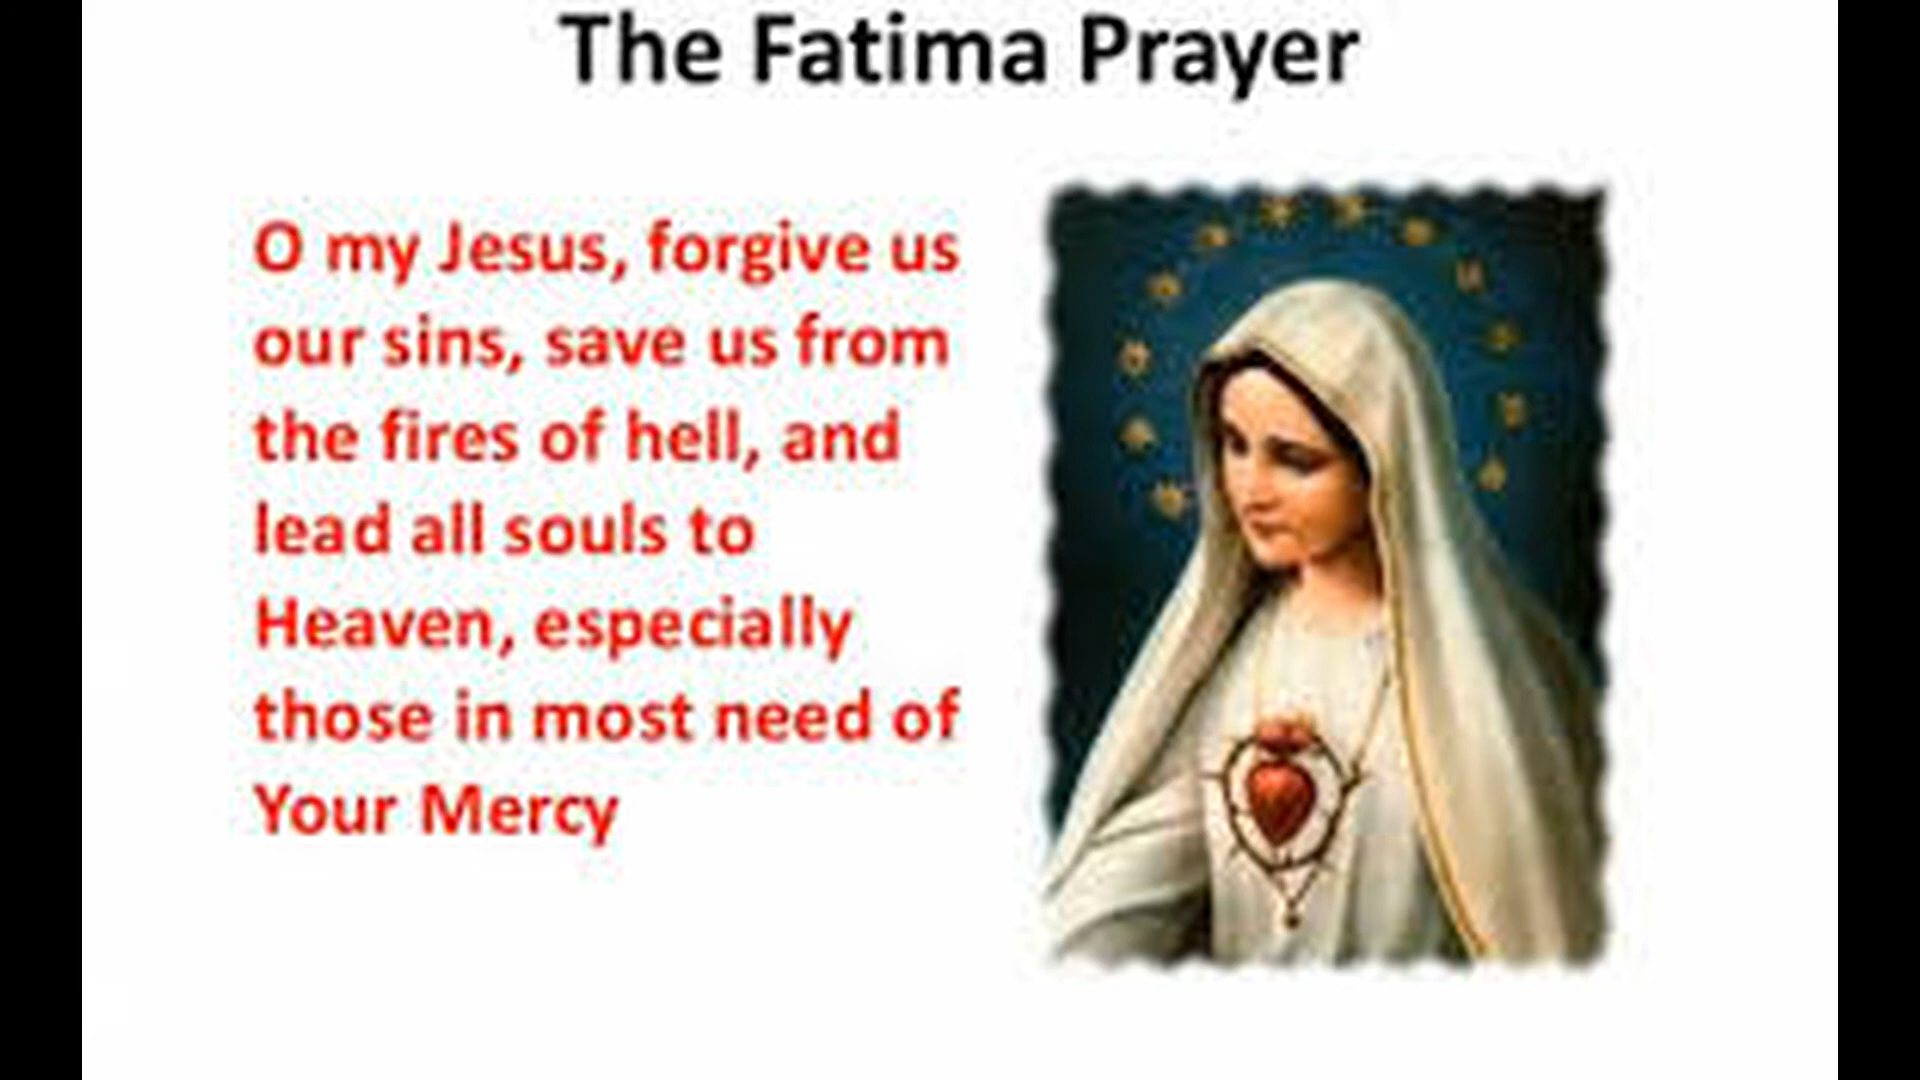 The Fatima Prayer
O my Jesus, forgive us
our sins, save us from
the fires of hell, and
lead all souls to
Heaven, especially
those in most need of
Your Mercy